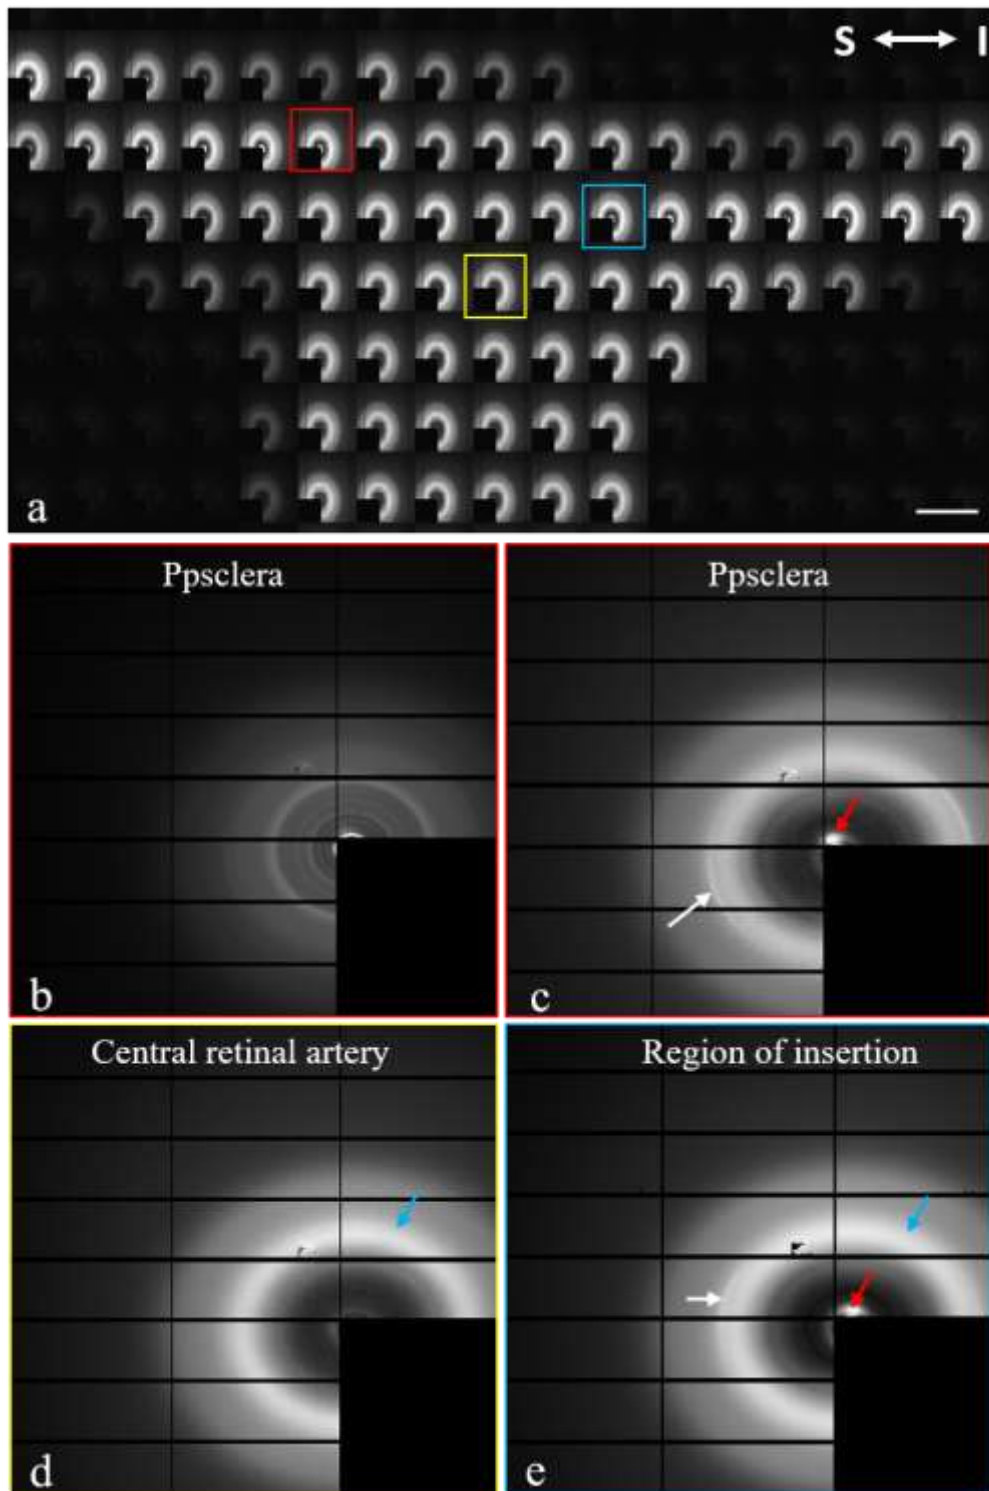 S I
a
Ppsclera
b
Ppsclera
c
Central retinal artery
d
Region of insertion
e